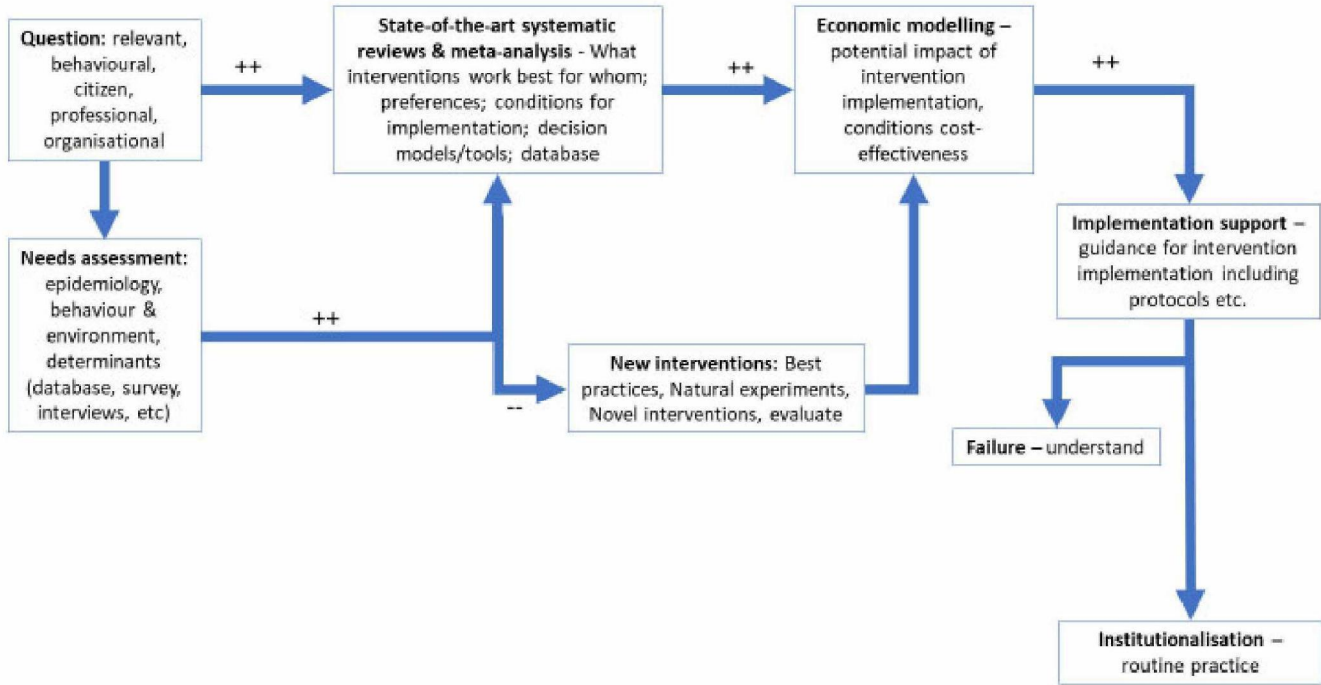 Question: relevant,
behavioural,
citizen,
professional,
organisational
++
State-of-the-art systematic
reviews & meta-analysis - What
interventions work best for whom;
preferences; conditions for
implementation; decision
models/tools; database
++
Economic modelling –
potential impact of
intervention
implementation,
conditions cost-
effectiveness
++
Needs assessment:
epidemiology,
behaviour &
environment,
determinants
(database, survey,
interviews, etc)
++
--
New interventions: Best
practices, Natural experiments,
Novel interventions, evaluate
Implementation support –
guidance for intervention
implementation including
protocols etc.
Failure – understand
Institutionalisation –
routine practice